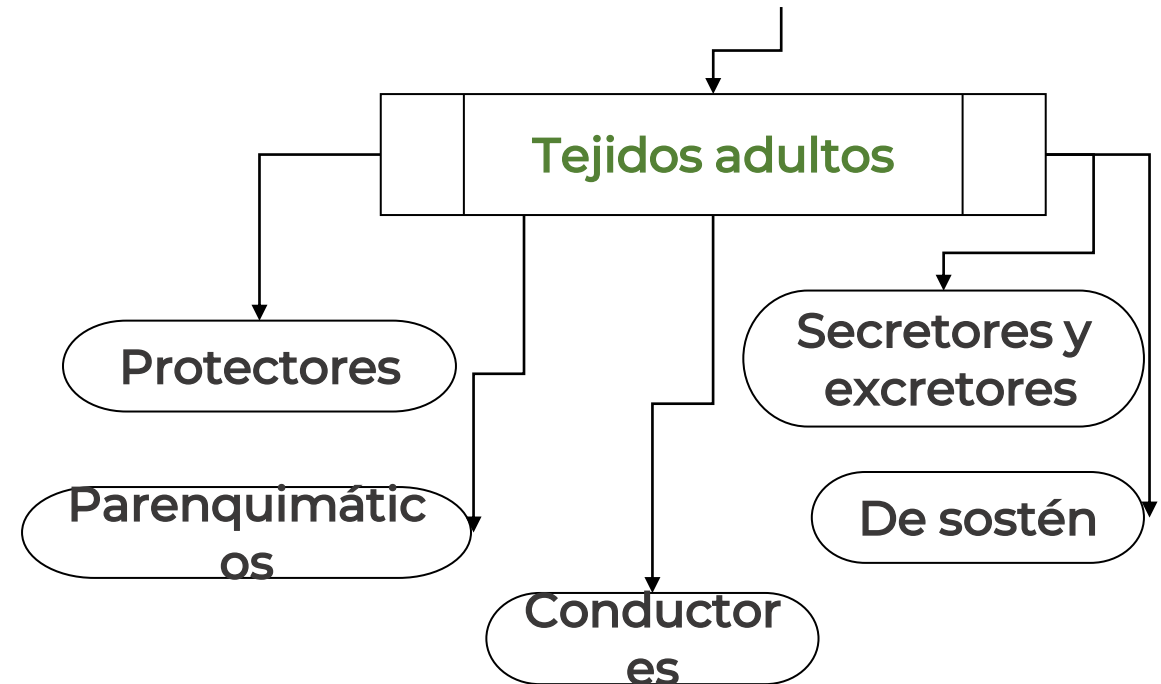 Tejidos adultos
Protectores
Secretores y
excretores
Parenquimátic
os
De sostén
Conductor
es